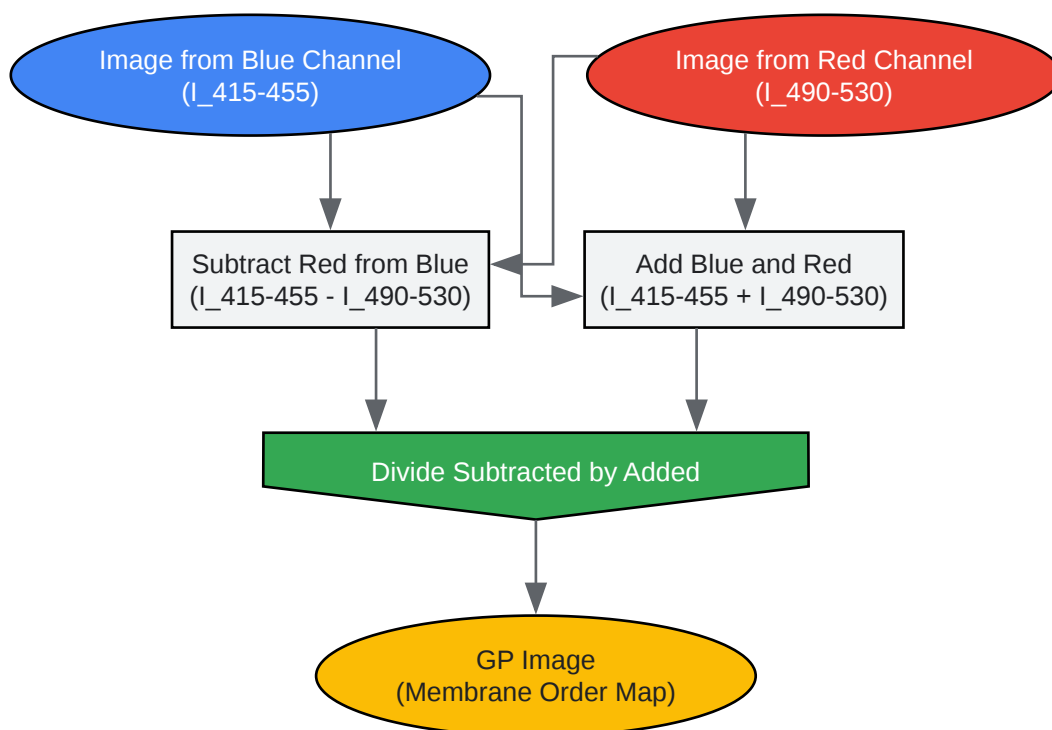 Image from Blue Channel
(I_415-455)
Image from Red Channel
(I_490-530)
Subtract Red from Blue
(I_415-455 - I_490-530)
Add Blue and Red
(I_415-455 + I_490-530)
Divide Subtracted by Added
GP Image
(Membrane Order Map)